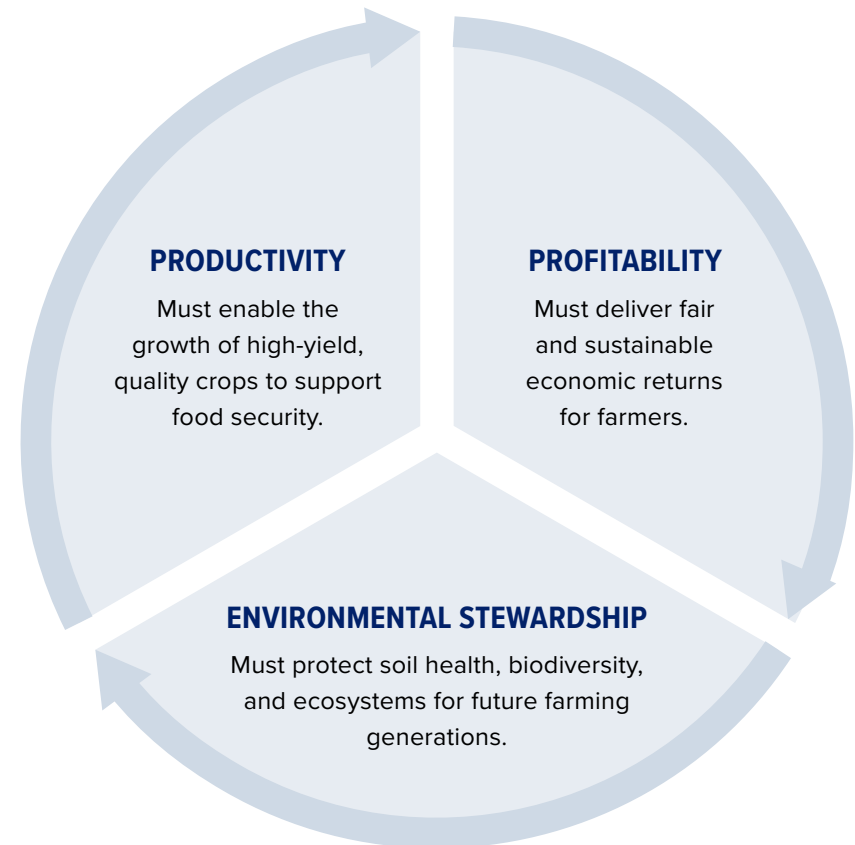 PRODUCTIVITY
Must enable the
growth of high-yield,
quality crops to support
food security.
PROFITABILITY
Must deliver fair
and sustainable
economic returns
for farmers.
ENVIRONMENTAL STEWARDSHIP
Must protect soil health, biodiversity,
and ecosystems for future farming
generations.